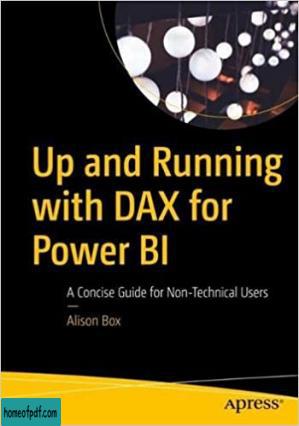 Up and Running
with DAX for
Power BI
A Concise Guide for Non-Technical Users
Alison Box
Apress®
homeofpdf.com